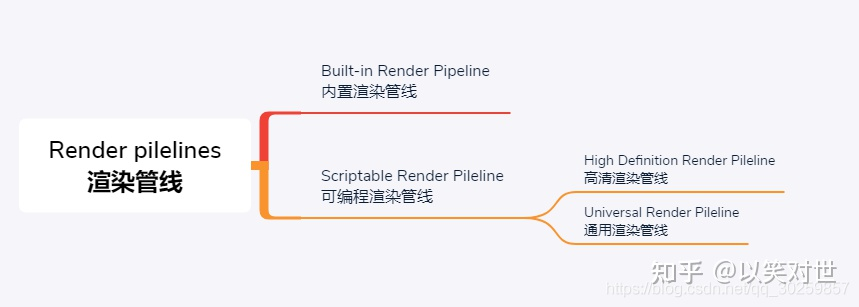 Render pilelines
渲染管线
Built-in Render Pipeline
内置渲染管线
Scriptable Render Pileline
可编程渲染管线
High Definition Render Pileline
高清渲染管线
Universal Render Pileline
通用渲染管线
知乎 @以笑对世
https://blog.csdn.net/qq_30259857